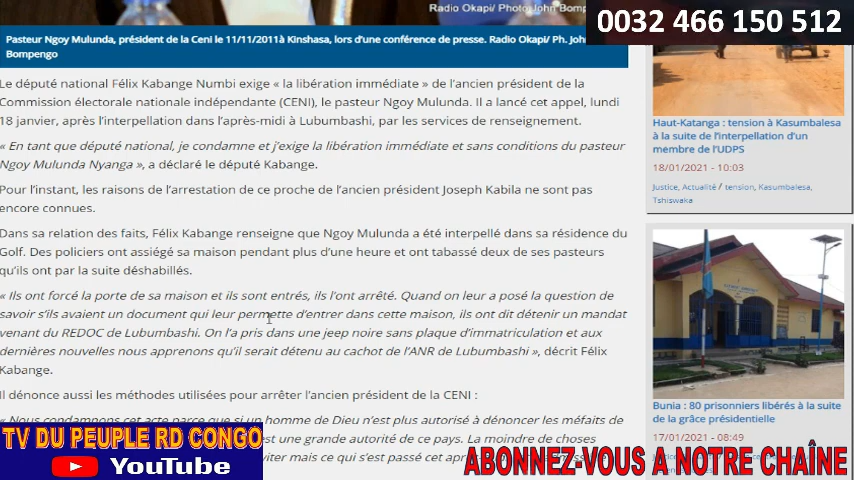 Radio Okapi/ Photo John Bomp
0032 466 150 512
Pasteur Ngoy Mulunda, président de la Ceni le 11/11/2011à Kinshasa, lors d'une conférence de presse. Radio Okapi/ Ph. John
Bompengo
Le député national Félix Kabange Numbi exige « la libération immédiate » de l'ancien président de la
Commission électorale nationale indépendante (CENI), le pasteur Ngoy Mulunda. Il a lancé cet appel, lundi
18 janvier, après l'interpellation dans l'après-midi à Lubumbashi, par les services de renseignement.
« En tant que député national, je condamne et j'exige la libération immédiate et sans conditions du pasteur
Ngoy Mulunda Nyanga », a déclaré le député Kabange.
Pour l'instant, les raisons de l'arrestation de ce proche de l'ancien président Joseph Kabila ne sont pas
encore connues.
Dans sa relation des faits, Félix Kabange renseigne que Ngoy Mulunda a été interpellé dans sa résidence du
Golf. Des policiers ont assiégé sa maison pendant plus d'une heure et ont tabassé deux de ses pasteurs
qu'ils ont par la suite déshabillés.
« Ils ont forcé la porte de sa maison et ils sont entrés, ils l'ont arrêté. Quand on leur a posé la question de
savoir s'ils avaient un document qui leur permette d'entrer dans cette maison, ils ont dit détenir un mandat
venant du REDOC de Lubumbashi. On l'a pris dans une jeep noire sans plaque d'immatriculation et aux
dernières nouvelles nous apprenons qu'il serait détenu au cachot de l'ANR de Lubumbashi », décrit Félix
Kabange.
Il dénonce aussi les méthodes utilisées pour arrêter l'ancien président de la CENI :
« Nous condamnons cet acte parce que si un homme de Dieu n'est plus autorisé à dénoncer les méfaits de
est une grande autorité de ce pays. La moindre de choses
viter mais ce qui s'est passé cet
Haut-Katanga : tension à Kasumbalesa
à la suite de l'interpellation d'un
membre de l'UDPS
18/01/2021 - 10:03
Justice, Actualité / tension, Kasumbalesa,
Tshiswaka
Bunia : 80 prisonniers libérés à la suite
de la grâce présidentielle
17/01/2021 - 08:49
TV DU PEUPLE RD CONGO
YouTube
ABONNEZ-VOUS A NOTRE CHAÎNE